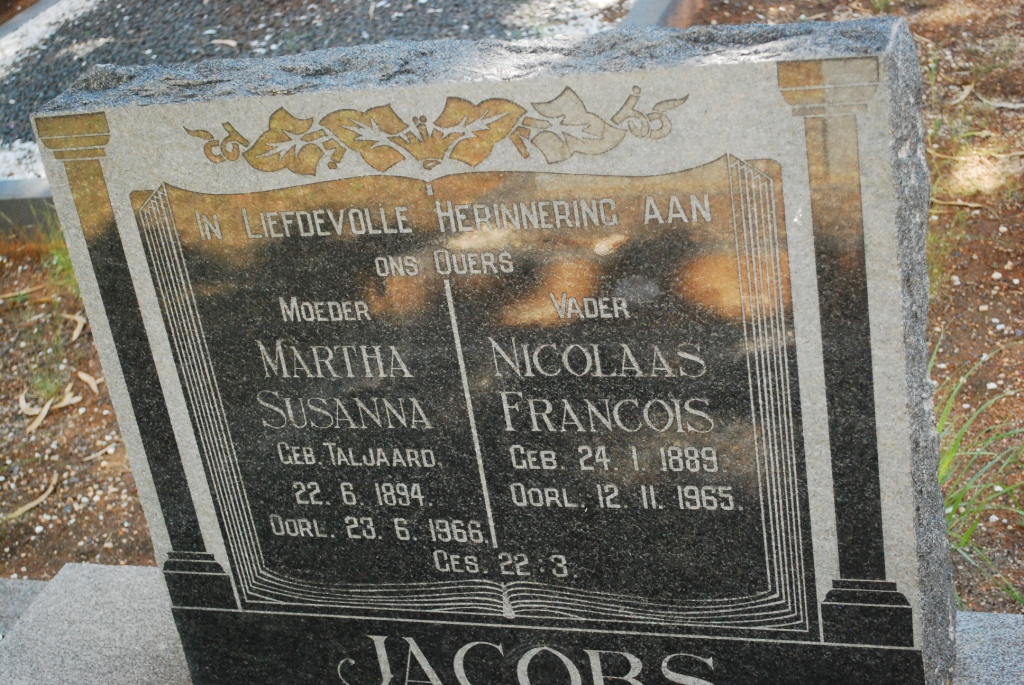 In Liefdevolle Herinnering aan
ons Ouers
Moeder
Martha
Susanna
Geb. Taljaard.
22.6.1894.
Oorl. 23.6.1966.
Vader
Nicolaas
Francois
Geb. 24.1.1889.
Oorl. 12.11.1965.
Ges. 22:3.
Jacobs